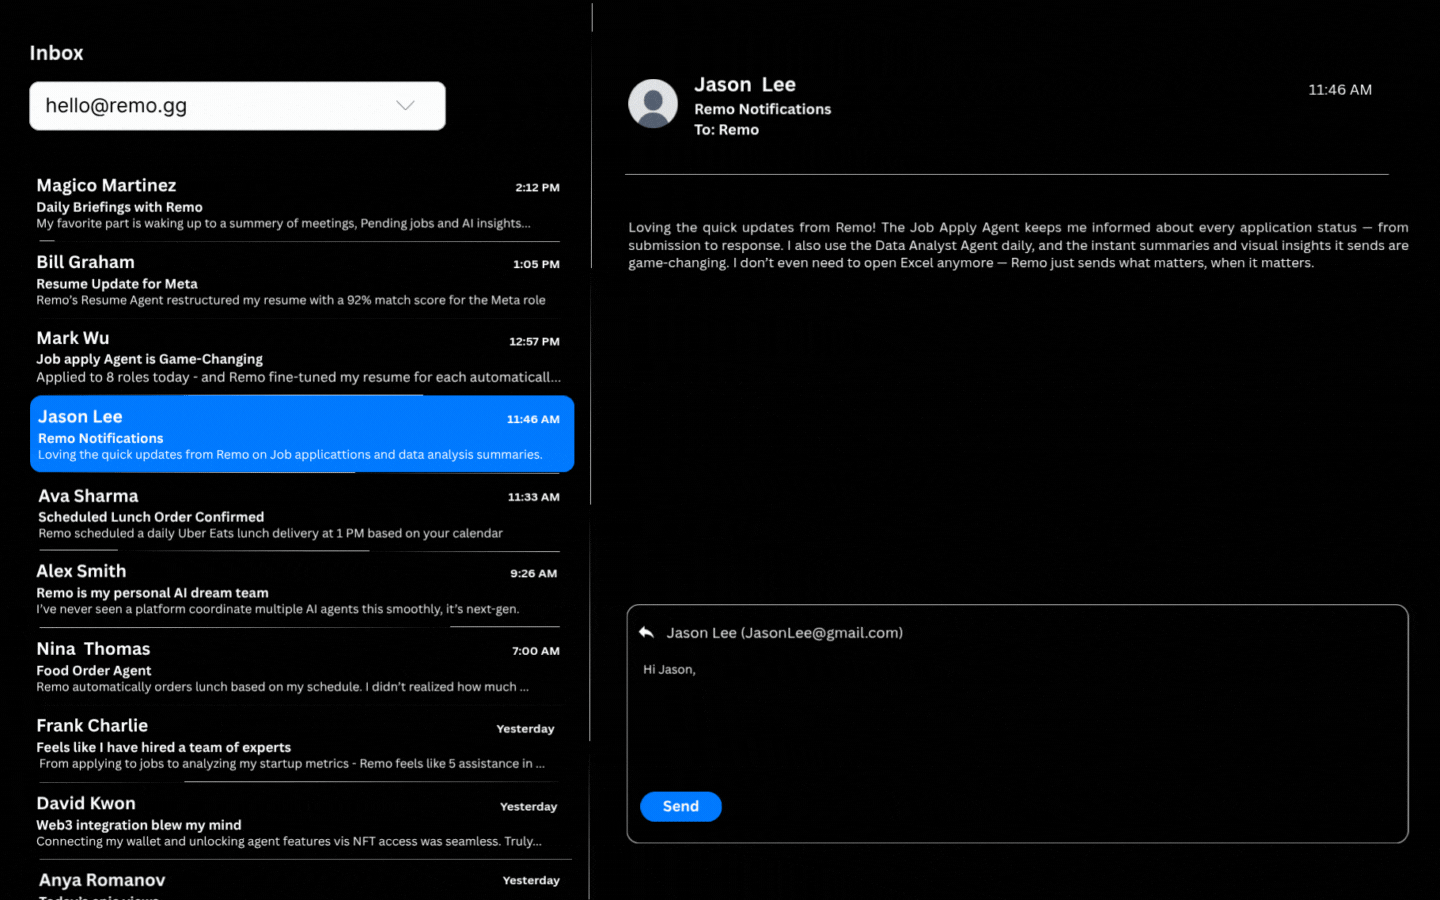 Inbox
hello@remo.gg
Magico Martinez
2:12 PM
Daily Briefings with Remo
My favorite part is waking up to a summery of meetings, Pending jobs and AI insights...
Bill Graham
1:05 PM
Resume Update for Meta
Remo's Resume Agent restructured my resume with a 92% match score for the Meta role
Mark Wu
12:57 PM
Job apply Agent is Game-Changing
Applied to 8 roles today - and Remo fine-tuned my resume for each automaticall...
Jason Lee
11:46 AM
Remo Notifications
Loving the quick updates from Remo on Job applicattions and data analysis summaries.
Ava Sharma
11:33 AM
Scheduled Lunch Order Confirmed
Remo scheduled a daily Uber Eats lunch delivery at 1 PM based on your calendar
Alex Smith
9:26 AM
Remo is my personal AI dream team
I've never seen a platform coordinate multiple AI agents this smoothly, it's next-gen.
Nina Thomas
7:00 AM
Food Order Agent
Remo automatically orders lunch based on my schedule. I didn't realized how much ...
Frank Charlie
Yesterday
Feels like I have hired a team of experts
From applying to jobs to analyzing my startup metrics - Remo feels like 5 assistance in ...
David Kwon
Yesterday
Web3 integration blew my mind
Connecting my wallet and unlocking agent features vis NFT access was seamless. Truly...
Anya Romanov
Yesterday
Jason Lee
11:46 AM
Remo Notifications
To: Remo
Loving the quick updates from Remo! The Job Apply Agent keeps me informed about every application status — from
submission to response. I also use the Data Analyst Agent daily, and the instant summaries and visual insights it sends are
game-changing. I don't even need to open Excel anymore — Remo just sends what matters, when it matters.
Jason Lee (JasonLee@gmail.com)
Hi Jason,
Send